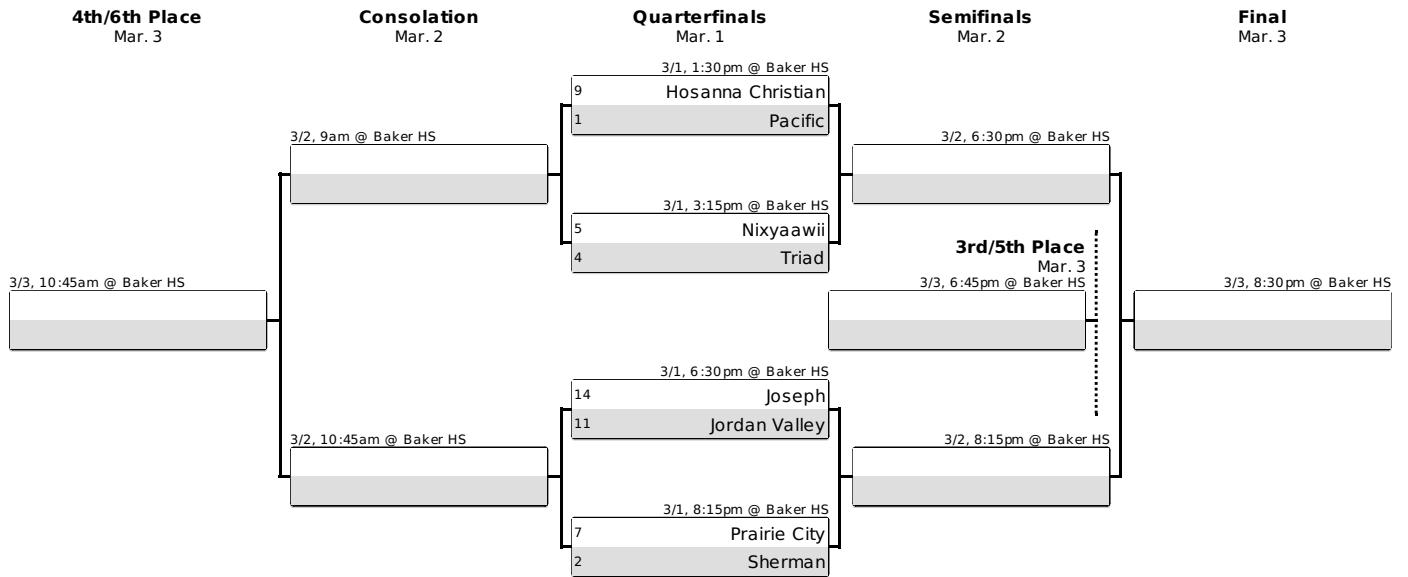 4th/6th Place
Mar. 3
Consolation
Mar. 2
Quarterfinals
Mar. 1
Semifinals
Mar. 2
Final
Mar. 3
3/1, 1:30pm @ Baker HS
9 Hosanna Christian
1 Pacific
3/2, 9am @ Baker HS
3/2, 6:30pm @ Baker HS
3/1, 3:15pm @ Baker HS
5 Nixyaawii
4 Triad
3rd/5th Place
Mar. 3
3/3, 10:45am @ Baker HS
3/3, 6:45pm @ Baker HS
3/3, 8:30pm @ Baker HS
3/1, 6:30pm @ Baker HS
14 Joseph
11 Jordan Valley
3/2, 10:45am @ Baker HS
3/2, 8:15pm @ Baker HS
3/1, 8:15pm @ Baker HS
7 Prairie City
2 Sherman